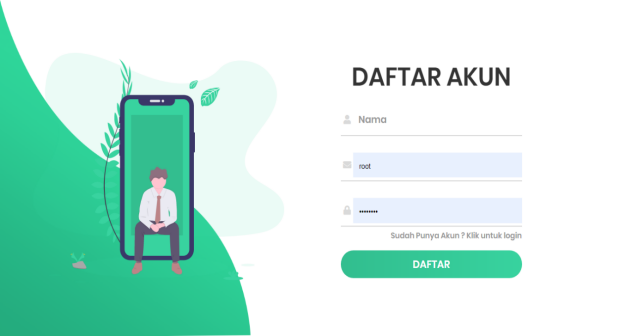 DAFTAR AKUN
Nama
root
••••••••
Sudah Punya Akun ? Klik untuk login
DAFTAR